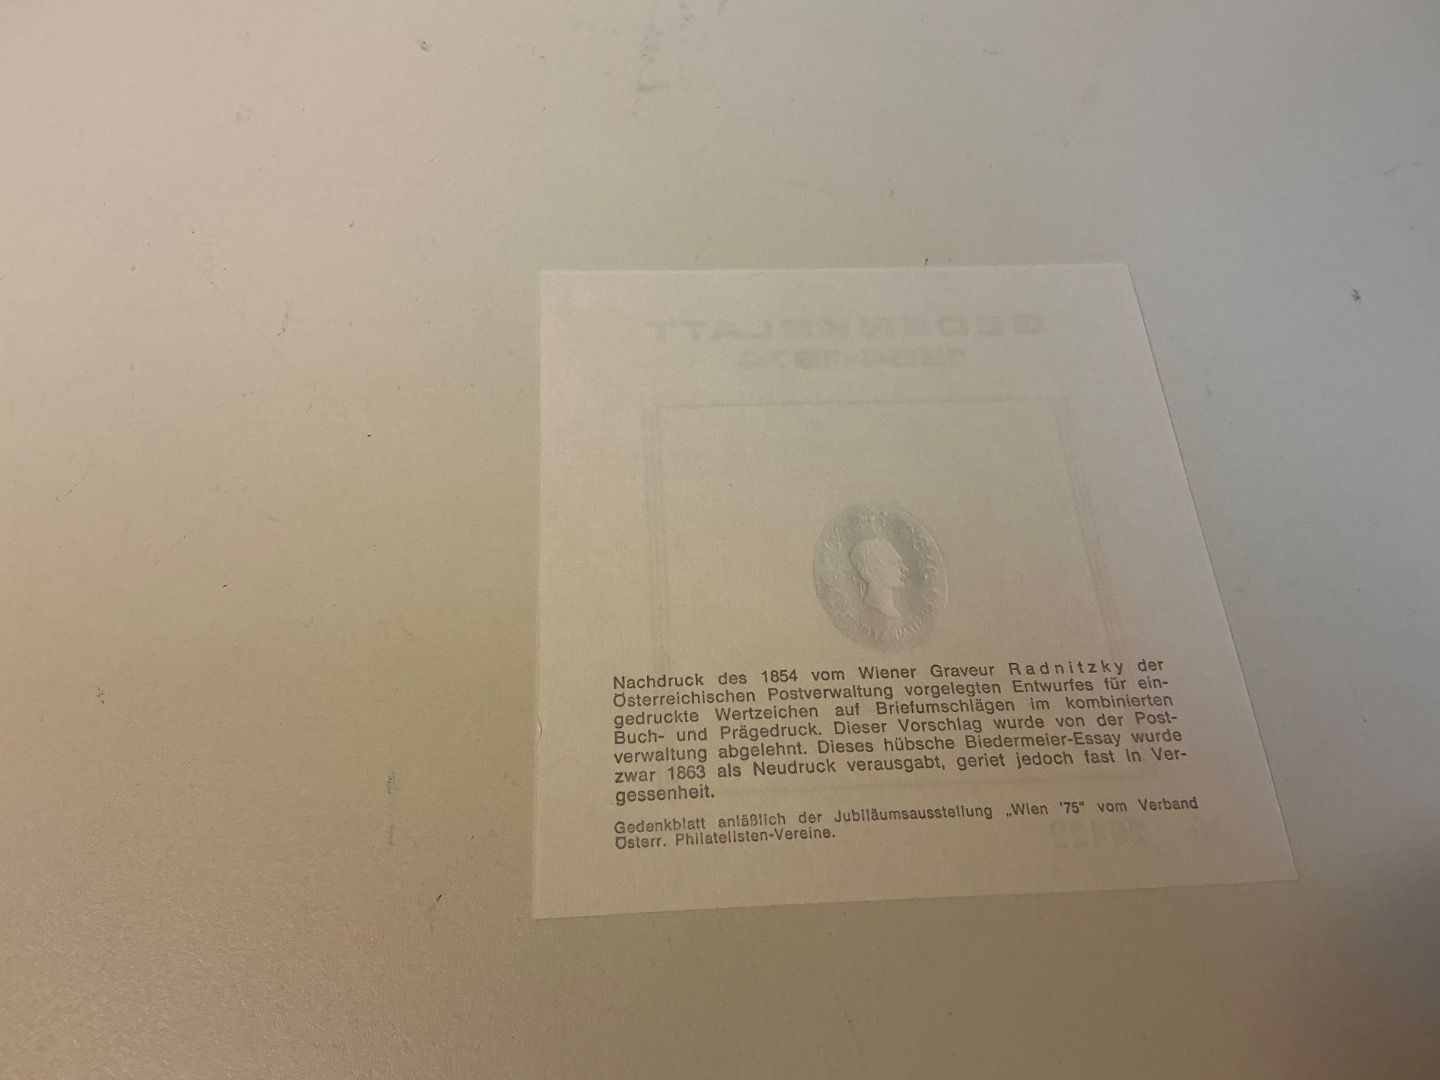 GEDENKBLATT
1854-1974
Nachdruck des 1854 vom Wiener Graveur Radnitzky der
Österreichischen Postverwaltung vorgelegten Entwurfes für ein-
gedruckte Wertzeichen auf Briefumschlägen im kombinierten
Buch- und Prägedruck. Dieser Vorschlag wurde von der Post-
verwaltung abgelehnt. Dieses hübsche Biedermeier-Essay wurde
zwar 1863 als Neudruck verausgabt, geriet jedoch fast in Ver-
gessenheit.
Gedenkblatt anläßlich der Jubiläumsausstellung „Wien '75“ vom Verband
Österr. Philatelisten-Vereine.